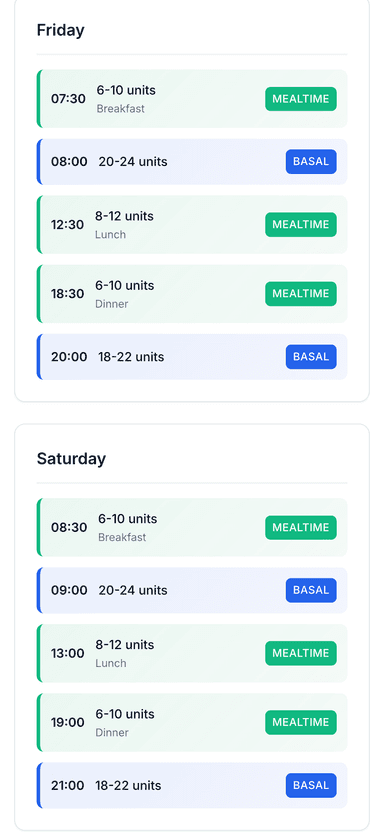 Friday
07:30 6-10 units MEALTIME
Breakfast
08:00 20-24 units BASAL
12:30 8-12 units MEALTIME
Lunch
18:30 6-10 units MEALTIME
Dinner
20:00 18-22 units BASAL
Saturday
08:30 6-10 units MEALTIME
Breakfast
09:00 20-24 units BASAL
13:00 8-12 units MEALTIME
Lunch
19:00 6-10 units MEALTIME
Dinner
21:00 18-22 units BASAL